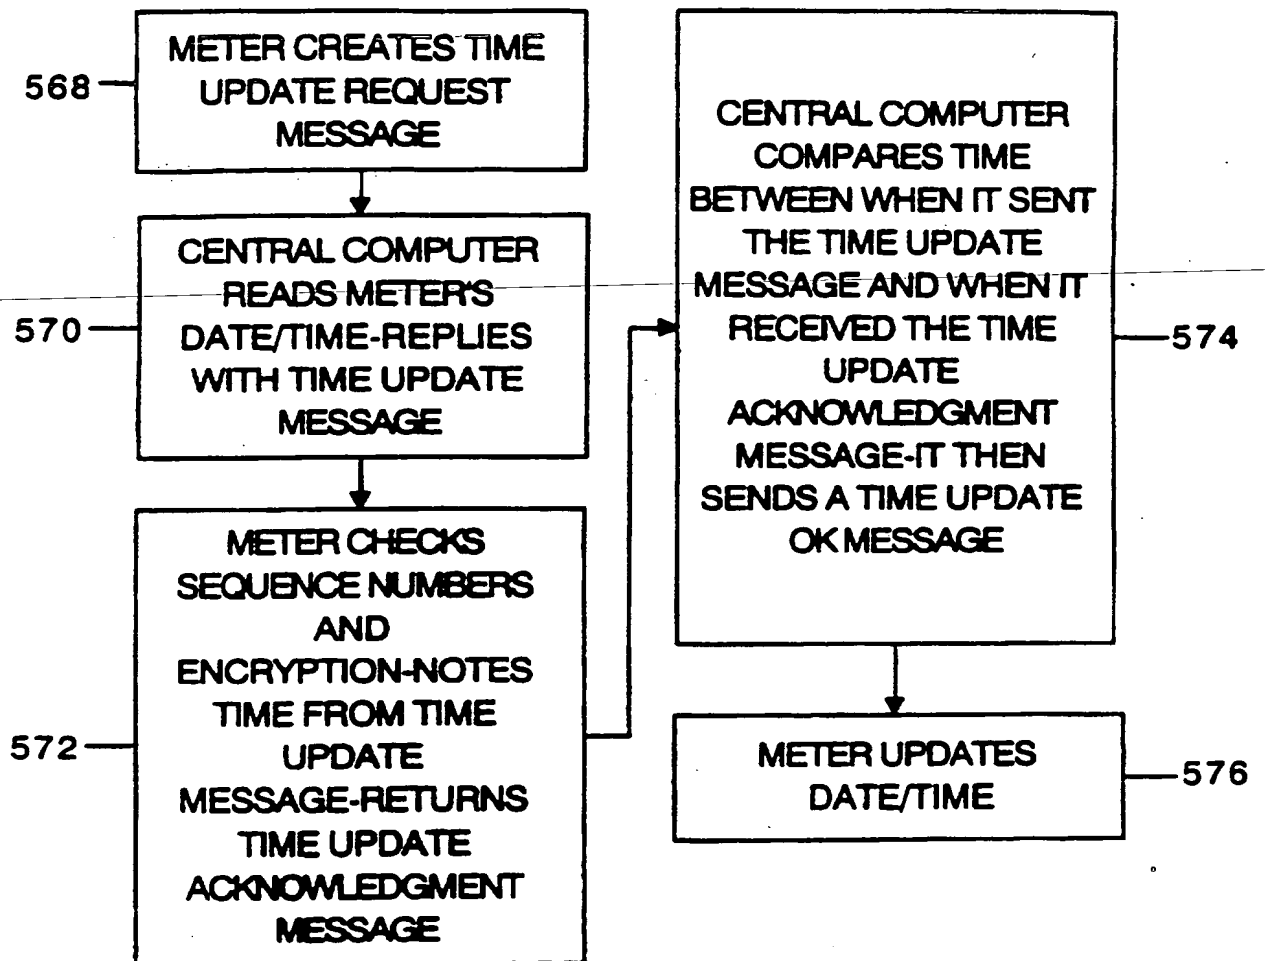 568
METER CREATES TIME
UPDATE REQUEST
MESSAGE
570
CENTRAL COMPUTER
READS METER'S
DATE/TIME-REPLIES
WITH TIME UPDATE
MESSAGE
572
METER CHECKS
SEQUENCE NUMBERS
AND
ENCRYPTION-NOTES
TIME FROM TIME
UPDATE
MESSAGE-RETURNS
TIME UPDATE
ACKNOWLEDGMENT
MESSAGE
CENTRAL COMPUTER
COMPARES TIME
BETWEEN WHEN IT SENT
THE TIME UPDATE
MESSAGE AND WHEN IT
RECEIVED THE TIME
UPDATE
ACKNOWLEDGMENT
MESSAGE-IT THEN
SENDS A TIME UPDATE
OK MESSAGE
574
METER UPDATES
DATE/TIME
576